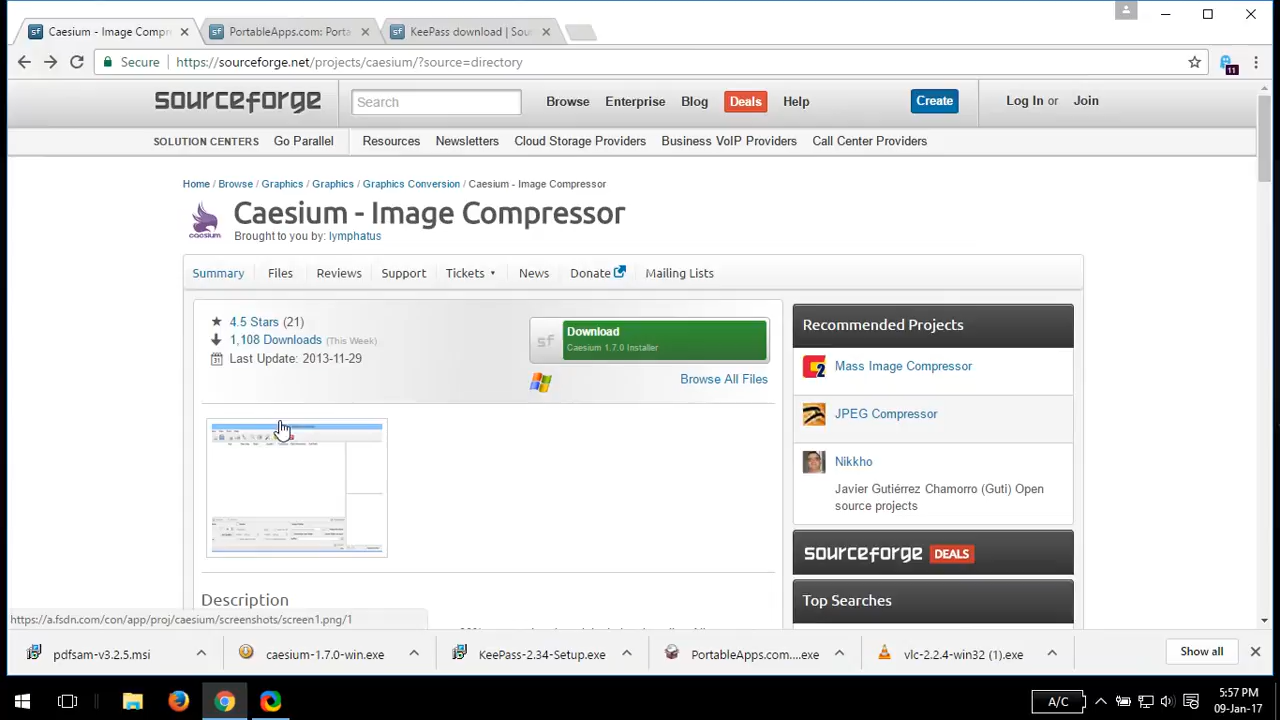 Caesium - Image Compr
PortableApps.com: Porta
KeePass download | Sou
Secure
https://sourceforge.net/projects/caesium/?source=directory
11
sourceforge
Search
Browse
Enterprise
Blog
Deals
Help
Create
Log In or Join
SOLUTION CENTERS
Go Parallel
Resources
Newsletters
Cloud Storage Providers
Business VoIP Providers
Call Center Providers
Home / Browse / Graphics / Graphics / Graphics Conversion / Caesium - Image Compressor
caesium
Caesium - Image Compressor
Brought to you by: lymphatus
Summary
Files
Reviews
Support
Tickets
News
Donate
Mailing Lists
4.5 Stars (21)
1,108 Downloads (This Week)
Last Update: 2013-11-29
sf
Download
Caesium 1.7.0 Installer
Browse All Files
Recommended Projects
Mass Image Compressor
JPEG Compressor
Nikkho
Javier Gutiérrez Chamorro (Guti) Open
source projects
sourceforge DEALS
Top Searches
Description
https://a.fsdn.com/con/app/proj/caesium/screenshots/screen1.png/1
pdfsam-v3.2.5.msi
caesium-1.7.0-win.exe
KeePass-2.34-Setup.exe
PortableApps.com....exe
vlc-2.2.4-win32 (1).exe
Show all
A/C
5:57 PM
09-Jan-17